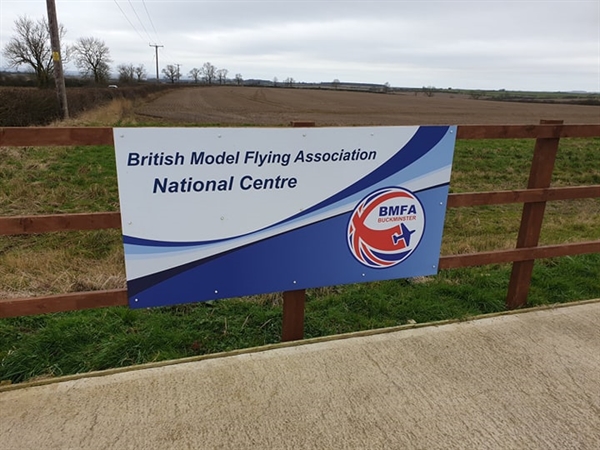 British Model Flying Association
National Centre
BMFA
BUCKMINSTER